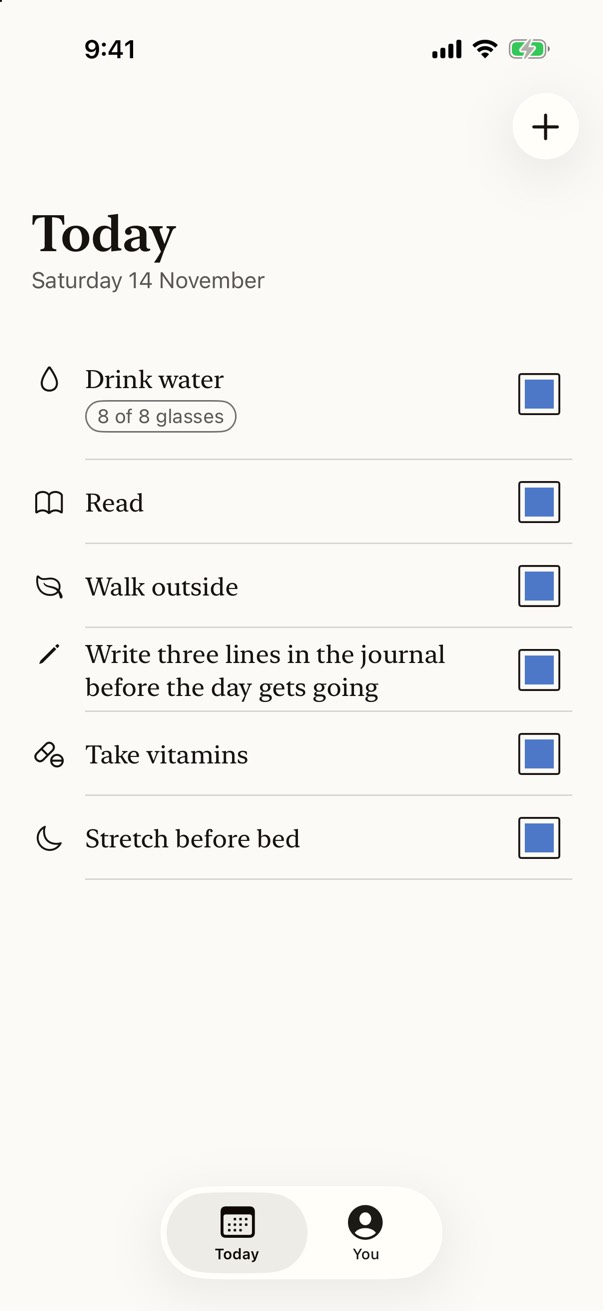 9:41
Today
Saturday 14 November
Drink water
8 of 8 glasses
Read
Walk outside
Write three lines in the journal
before the day gets going
Take vitamins
Stretch before bed
Today
You